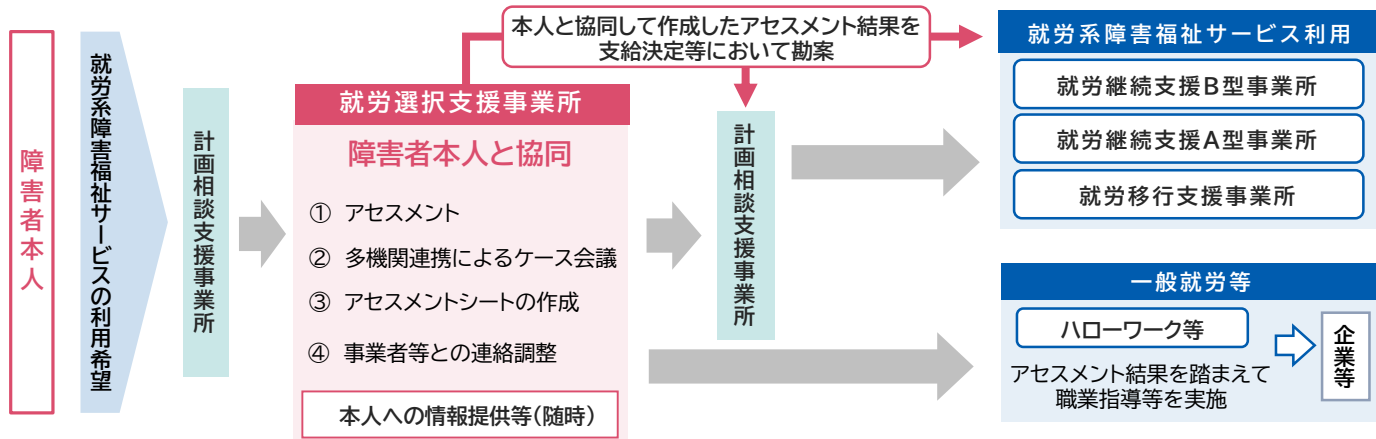 障害者本人
就労系障害福祉サービスの利用希望
計画相談支援事業所
就労選択支援事業所
障害者本人と協同
① アセスメント
② 多機関連携によるケース会議
③ アセスメントシートの作成
④ 事業者等との連絡調整
本人への情報提供等(随時)
本人と協同して作成したアセスメント結果を
支給決定等において勘案
計画相談支援事業所
就労系障害福祉サービス利用
就労継続支援B型事業所
就労継続支援A型事業所
就労移行支援事業所
一般就労等
ハローワーク等
アセスメント結果を踏まえて
職業指導等を実施
企業等